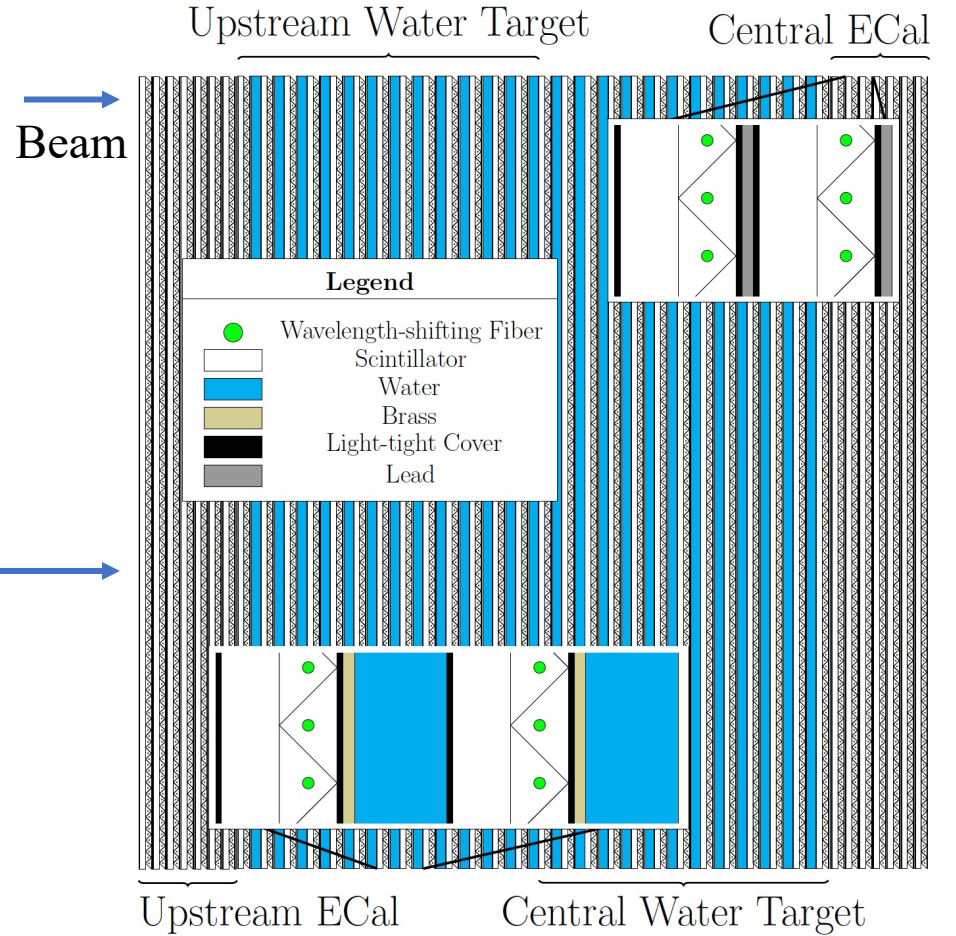 Upstream Water Target
Central ECal
Beam
Legend
Wavelength-shifting Fiber
Scintillator
Water
Brass
Light-tight Cover
Lead
Upstream ECal
Central Water Target